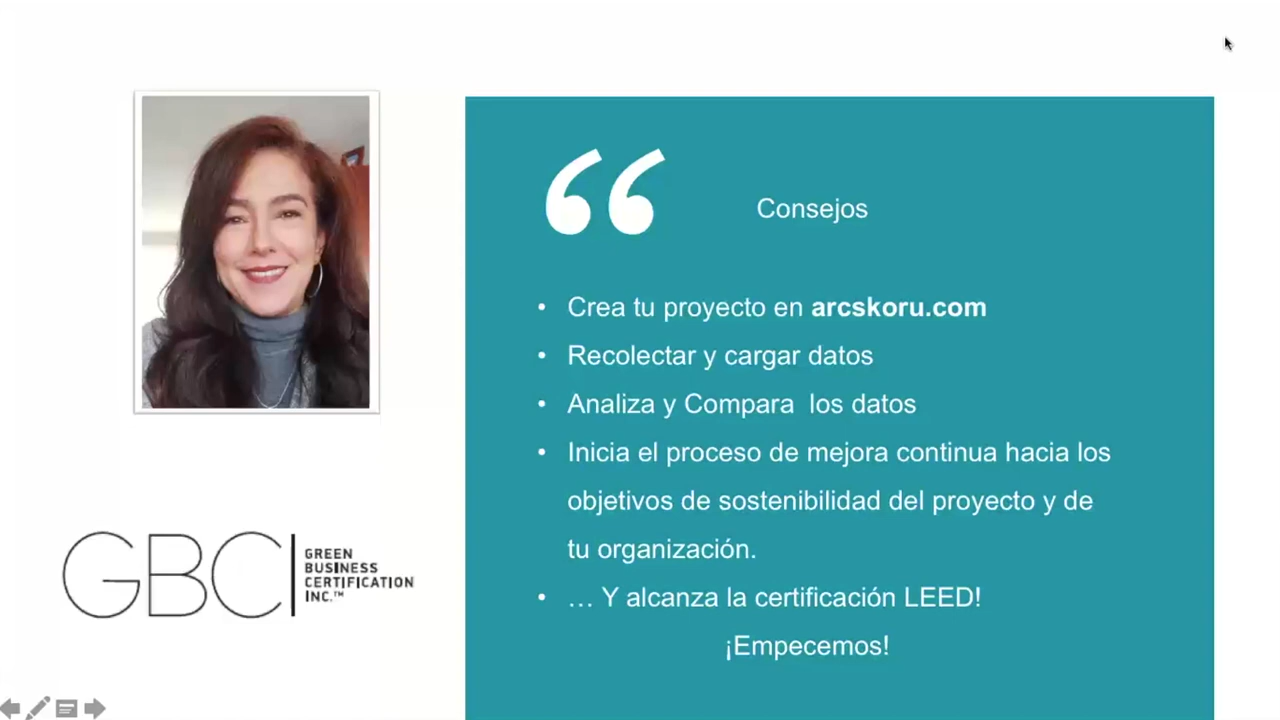 “ Consejos
• Crea tu proyecto en arcskoru.com
• Recolectar y cargar datos
• Analiza y Compara los datos
• Inicia el proceso de mejora continua hacia los
objetivos de sostenibilidad del proyecto y de
tu organización.
• … Y alcanza la certificación LEED!
¡Empecemos!
GBCI
GREEN
BUSINESS
CERTIFICATION
INC.™